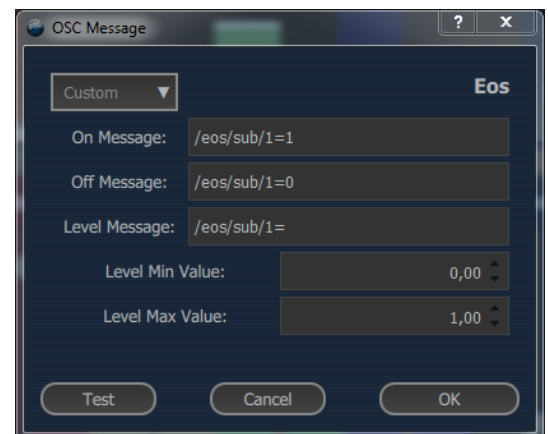 OSC Message ? x
Custom ▼ Eos
On Message: /eos/sub/1=1
Off Message: /eos/sub/1=0
Level Message: /eos/sub/1=
Level Min Value: 0,00
Level Max Value: 1,00
Test Cancel OK